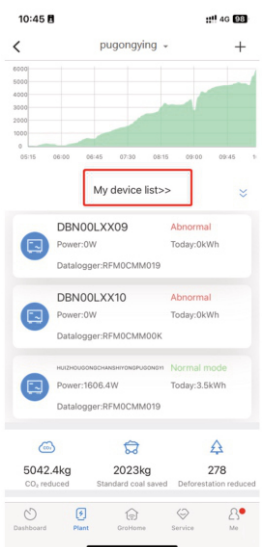 10:45
4G 98
pugongying
6000
5000
4000
3000
2000
1000
0
05/15 06:00 06:45 07:30 08:15 09:00 09:45 1-
My device list>>
DBN00LXX09 Abnormal
Power:0W Today:0kWh
Datalogger:RFM0CMM019
DBN00LXX10 Abnormal
Power:0W Today:0kWh
Datalogger:RFM0CMM00K
HUIZHOUGONGCHANSHIYONGPUGONGYI Normal mode
Power:1606.4W Today:3.5kWh
Datalogger:RFM0CMM019
5042.4kg 2023kg 278
CO₂ reduced Standard coal saved Deforestation reduced
Dashboard Plant GroHome Service Me